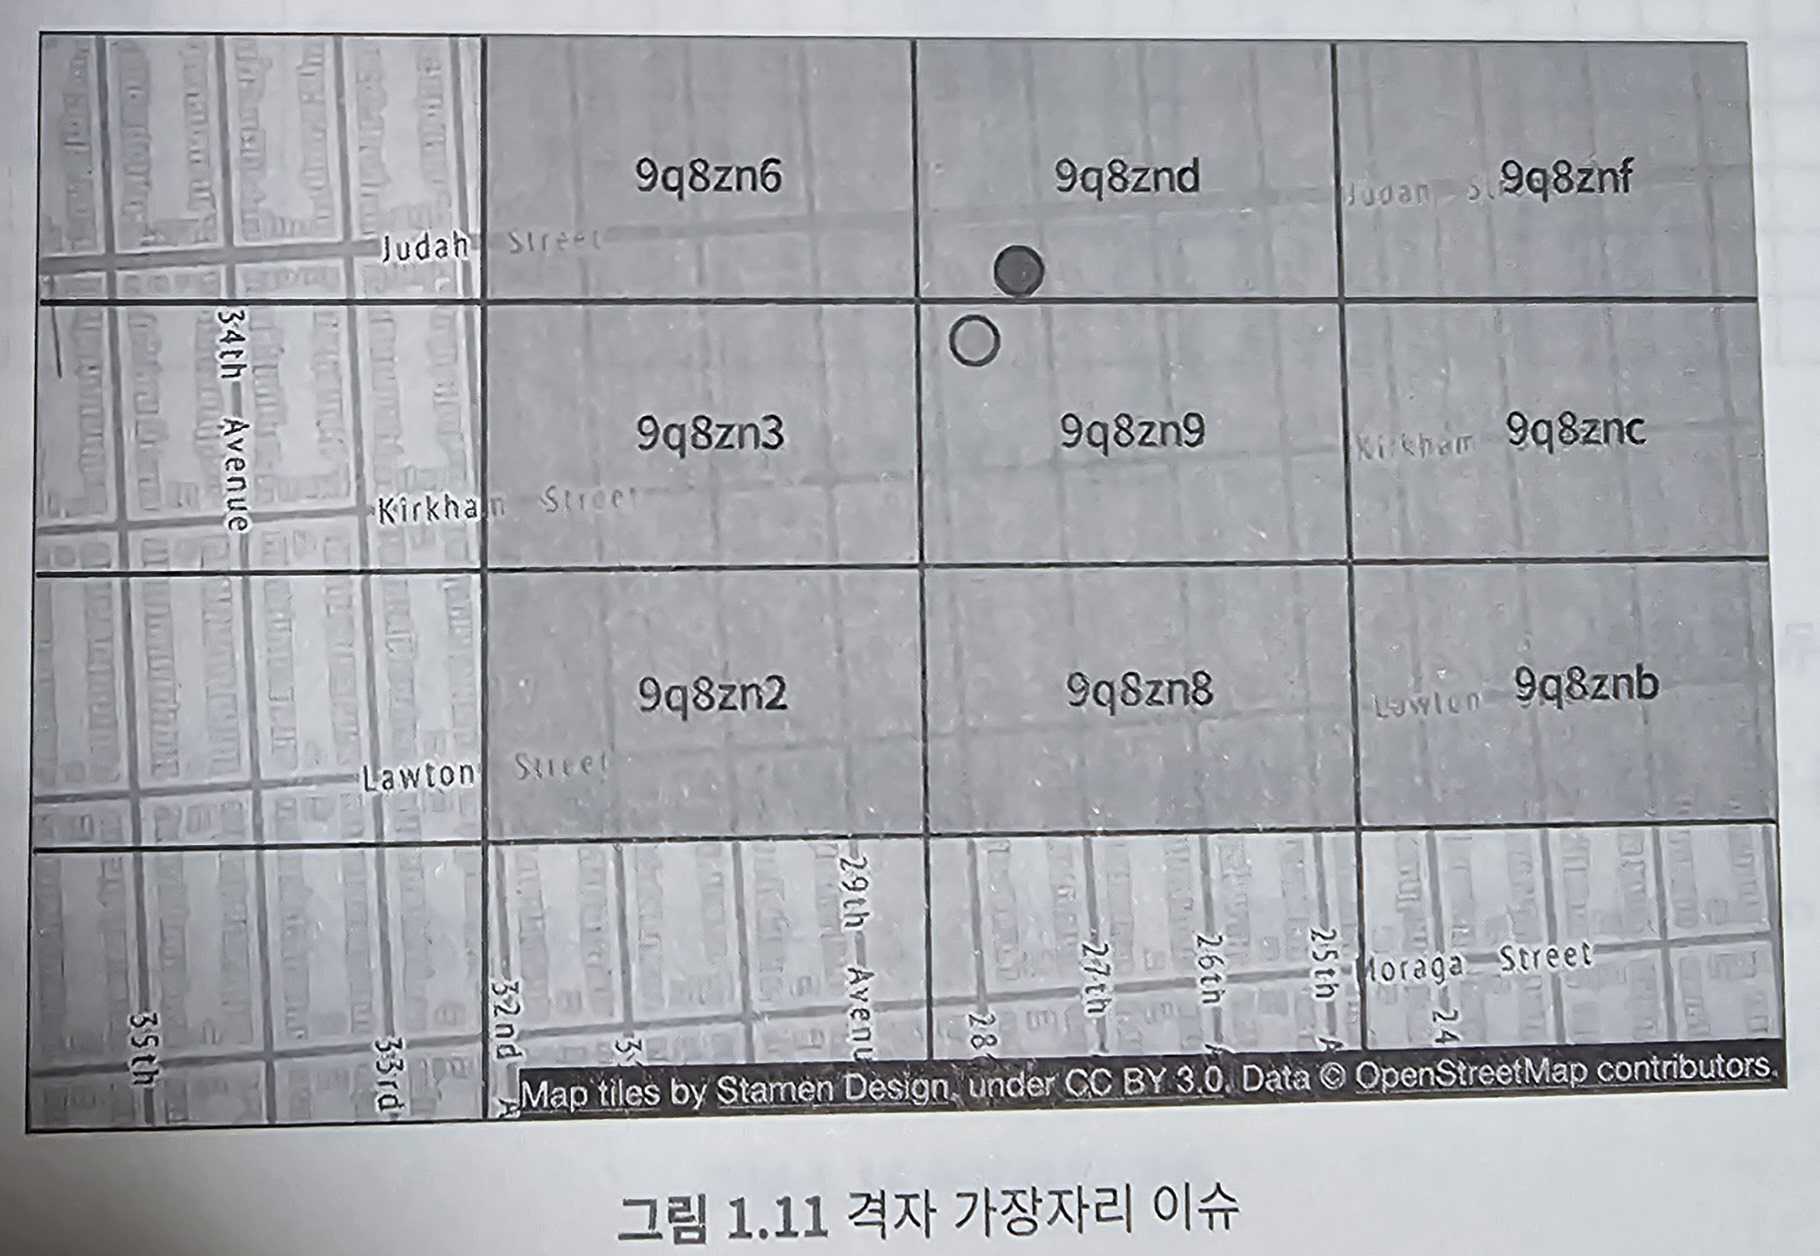 9q8zn6
9q8znd
Judah St
9q8znf
Judah Street
34th Avenue
9q8zn3
9q8zn9
Kirkham
9q8znc
Kirkham Street
9q8zn2
9q8zn8
Lawton
9q8znb
Lawton Street
29th Avenu
27th
26th
25th A
Moraga Street
35th
33rd
32nd A
28
24
Map tiles by Stamen Design, under CC BY 3.0. Data © OpenStreetMap contributors.
그림 1.11 격자 가장자리 이슈